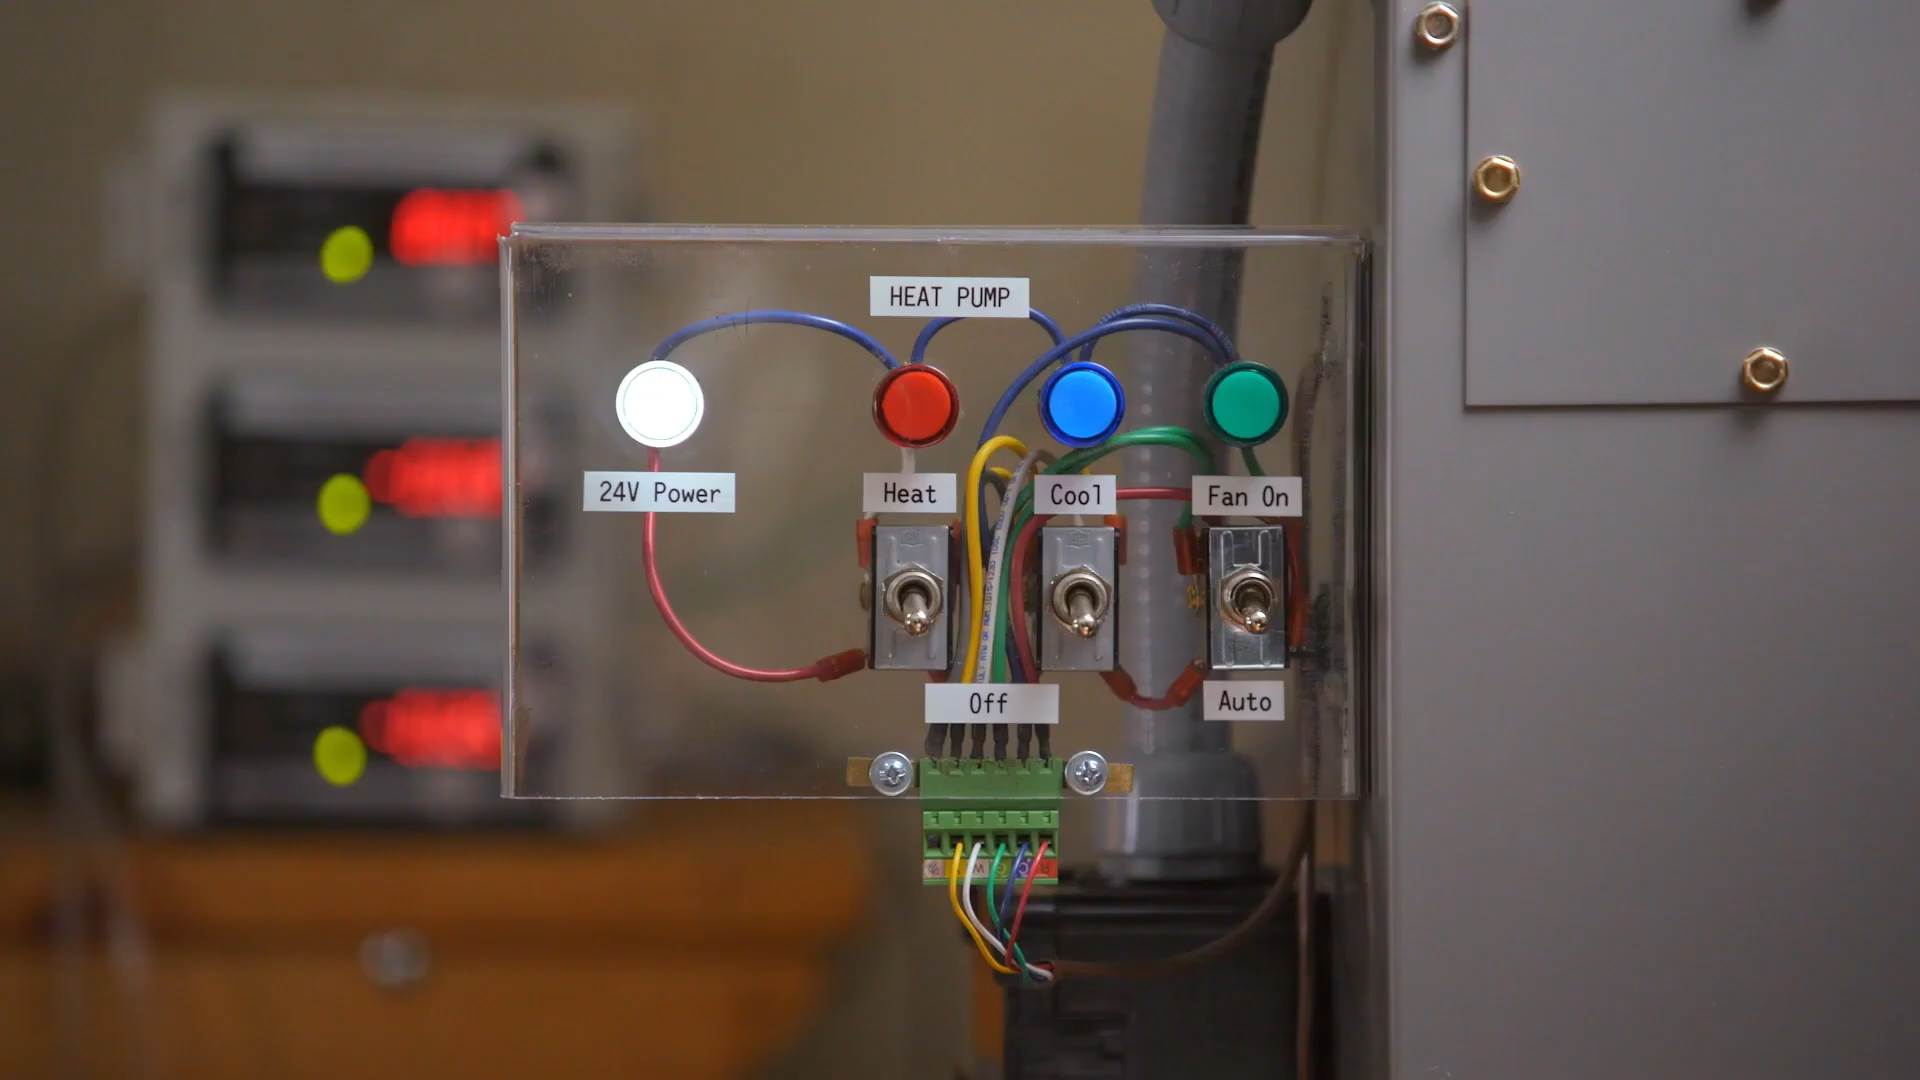 HEAT PUMP
24V Power
Heat
Cool
Fan On
Off
Auto
Y W G C R